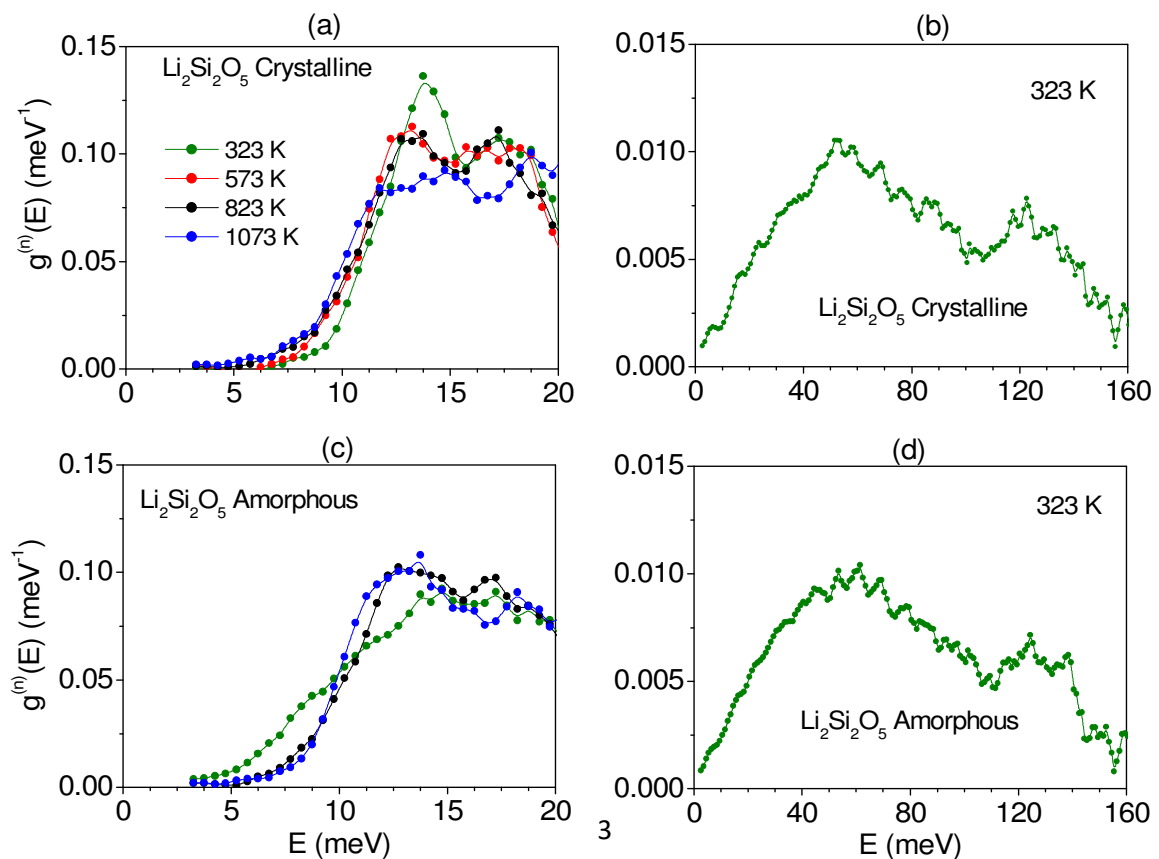 (a)
Li₂Si₂O₅ Crystalline
323 K
573 K
823 K
1073 K
g⁽ⁿ⁾(E) (meV⁻¹)
0.15
0.10
0.05
0.00
0 5 10 15 20
(b)
323 K
Li₂Si₂O₅ Crystalline
0.015
0.010
0.005
0.000
0 40 80 120 160
(c)
Li₂Si₂O₅ Amorphous
g⁽ⁿ⁾(E) (meV⁻¹)
0.15
0.10
0.05
0.00
0 5 10 15 20
E (meV)
(d)
323 K
Li₂Si₂O₅ Amorphous
0.015
0.010
0.005
0.000
0 40 80 120 160
E (meV)
3